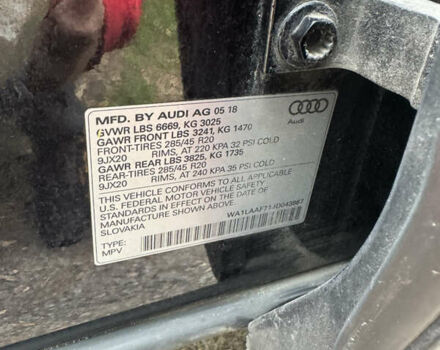 MFD. BY AUDI AG 05 18
GVWR LBS 6669, KG 3025
GAWR FRONT LBS 3241, KG 1470
FRONT-TIRES 285/45 R20
9JX20 RIMS, AT 220 KPA 32 PSI COLD
GAWR REAR LBS 3825, KG 1735
REAR-TIRES 285/45 R20
9JX20 RIMS, AT 240 KPA 35 PSI COLD
THIS VEHICLE CONFORMS TO ALL APPLICABLE
U.S. FEDERAL MOTOR VEHICLE SAFETY
STANDARDS IN EFFECT ON THE DATE OF
MANUFACTURE SHOWN ABOVE.
SLOVAKIA
TYPE:
MPV
Audi